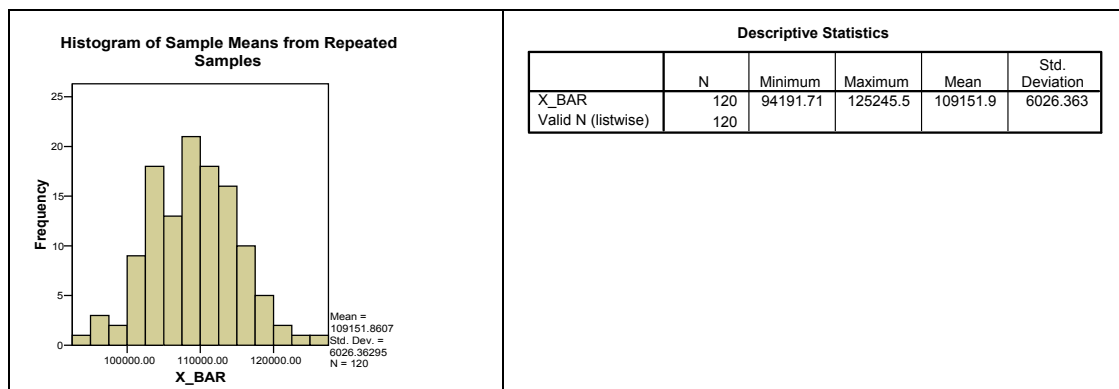 Histogram of Sample Means from Repeated
Samples
25
20
15
10
5
0
Frequency
100000.00 110000.00 120000.00
X_BAR
Mean =
109151.8607
Std. Dev. =
6026.36295
N = 120
Descriptive Statistics
N Minimum Maximum Mean Std. Deviation
X_BAR 120 94191.71 125245.5 109151.9 6026.363
Valid N (listwise) 120